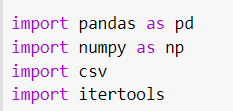 import pandas as pd
import numpy as np
import csv
import itertools